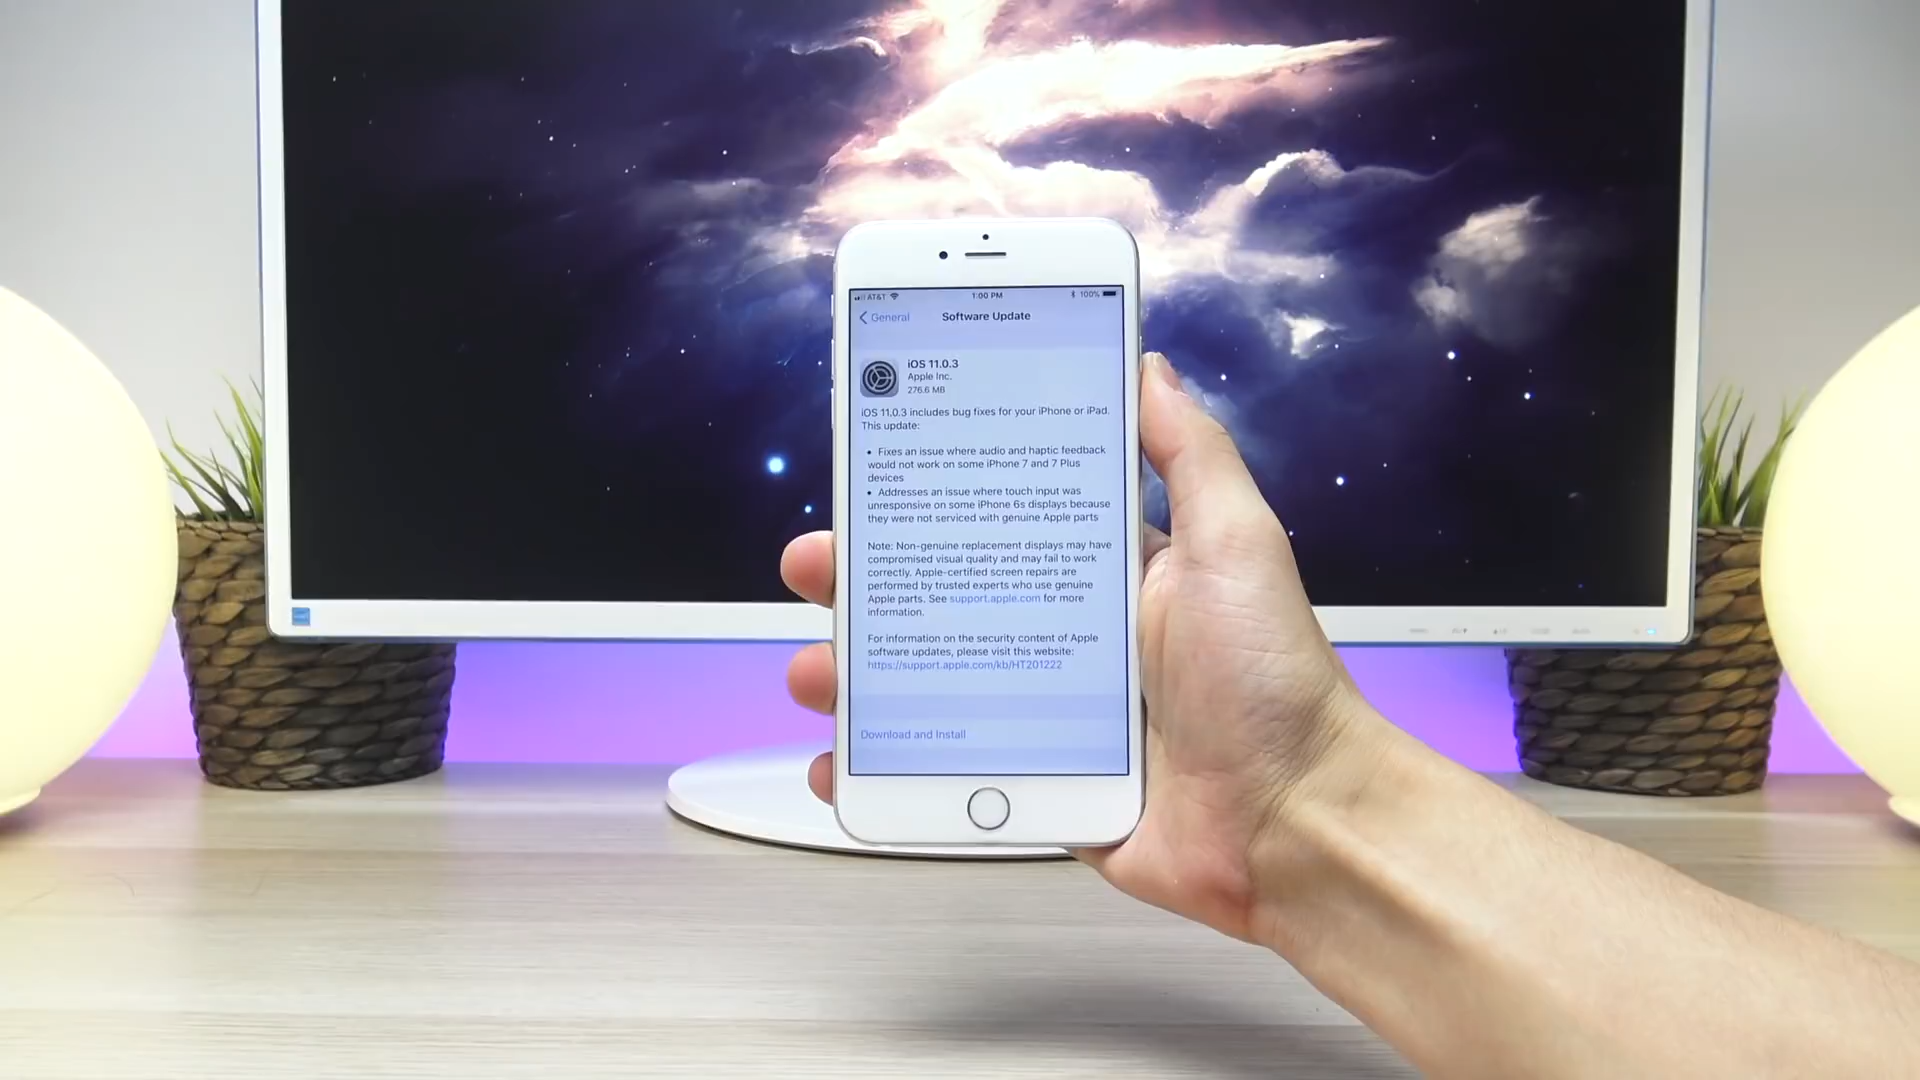 AT&T 1:00 PM 100%
General Software Update
iOS 11.0.3
Apple Inc.
276.6 MB
iOS 11.0.3 includes bug fixes for your iPhone or iPad.
This update:
• Fixes an issue where audio and haptic feedback
would not work on some iPhone 7 and 7 Plus
devices
• Addresses an issue where touch input was
unresponsive on some iPhone 6s displays because
they were not serviced with genuine Apple parts
Note: Non-genuine replacement displays may have
compromised visual quality and may fail to work
correctly. Apple-certified screen repairs are
performed by trusted experts who use genuine
Apple parts. See support.apple.com for more
information.
For information on the security content of Apple
software updates, please visit this website:
https://support.apple.com/kb/HT201222
Download and Install